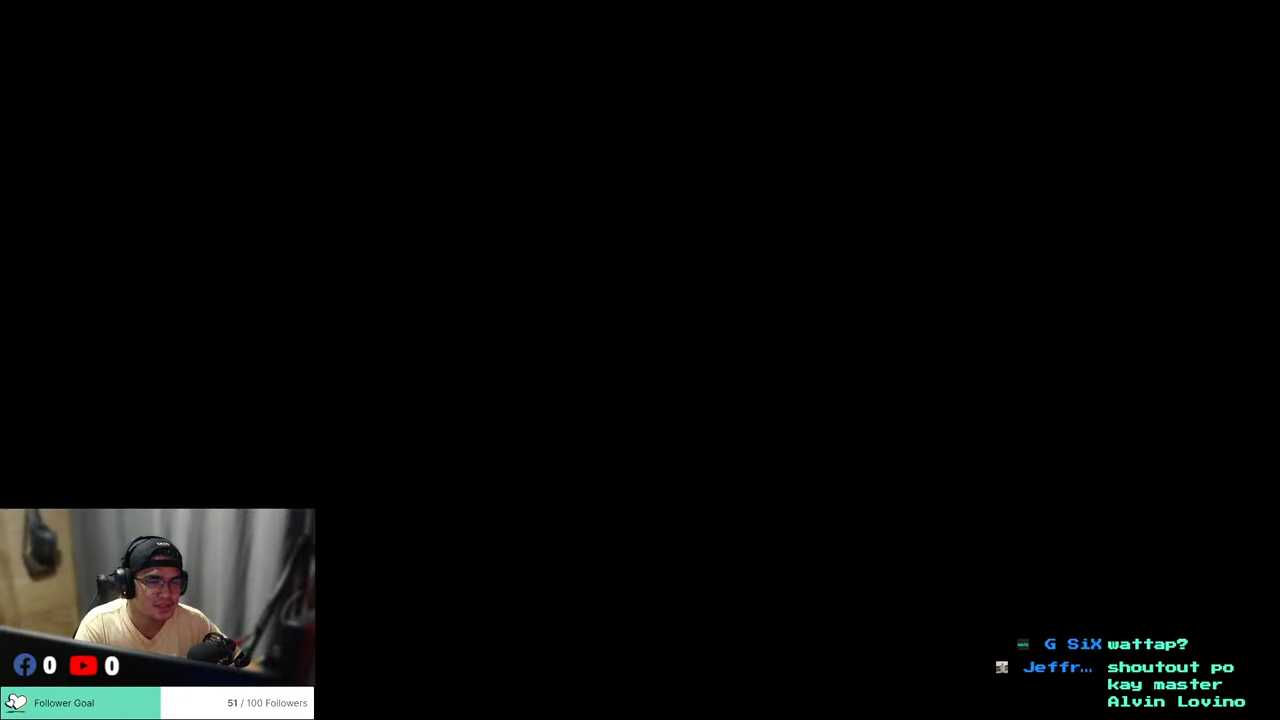 G SiX wattap?
Jeffr... shoutout po
kay master
Alvin Lovino
0 0
Follower Goal 51 / 100 Followers